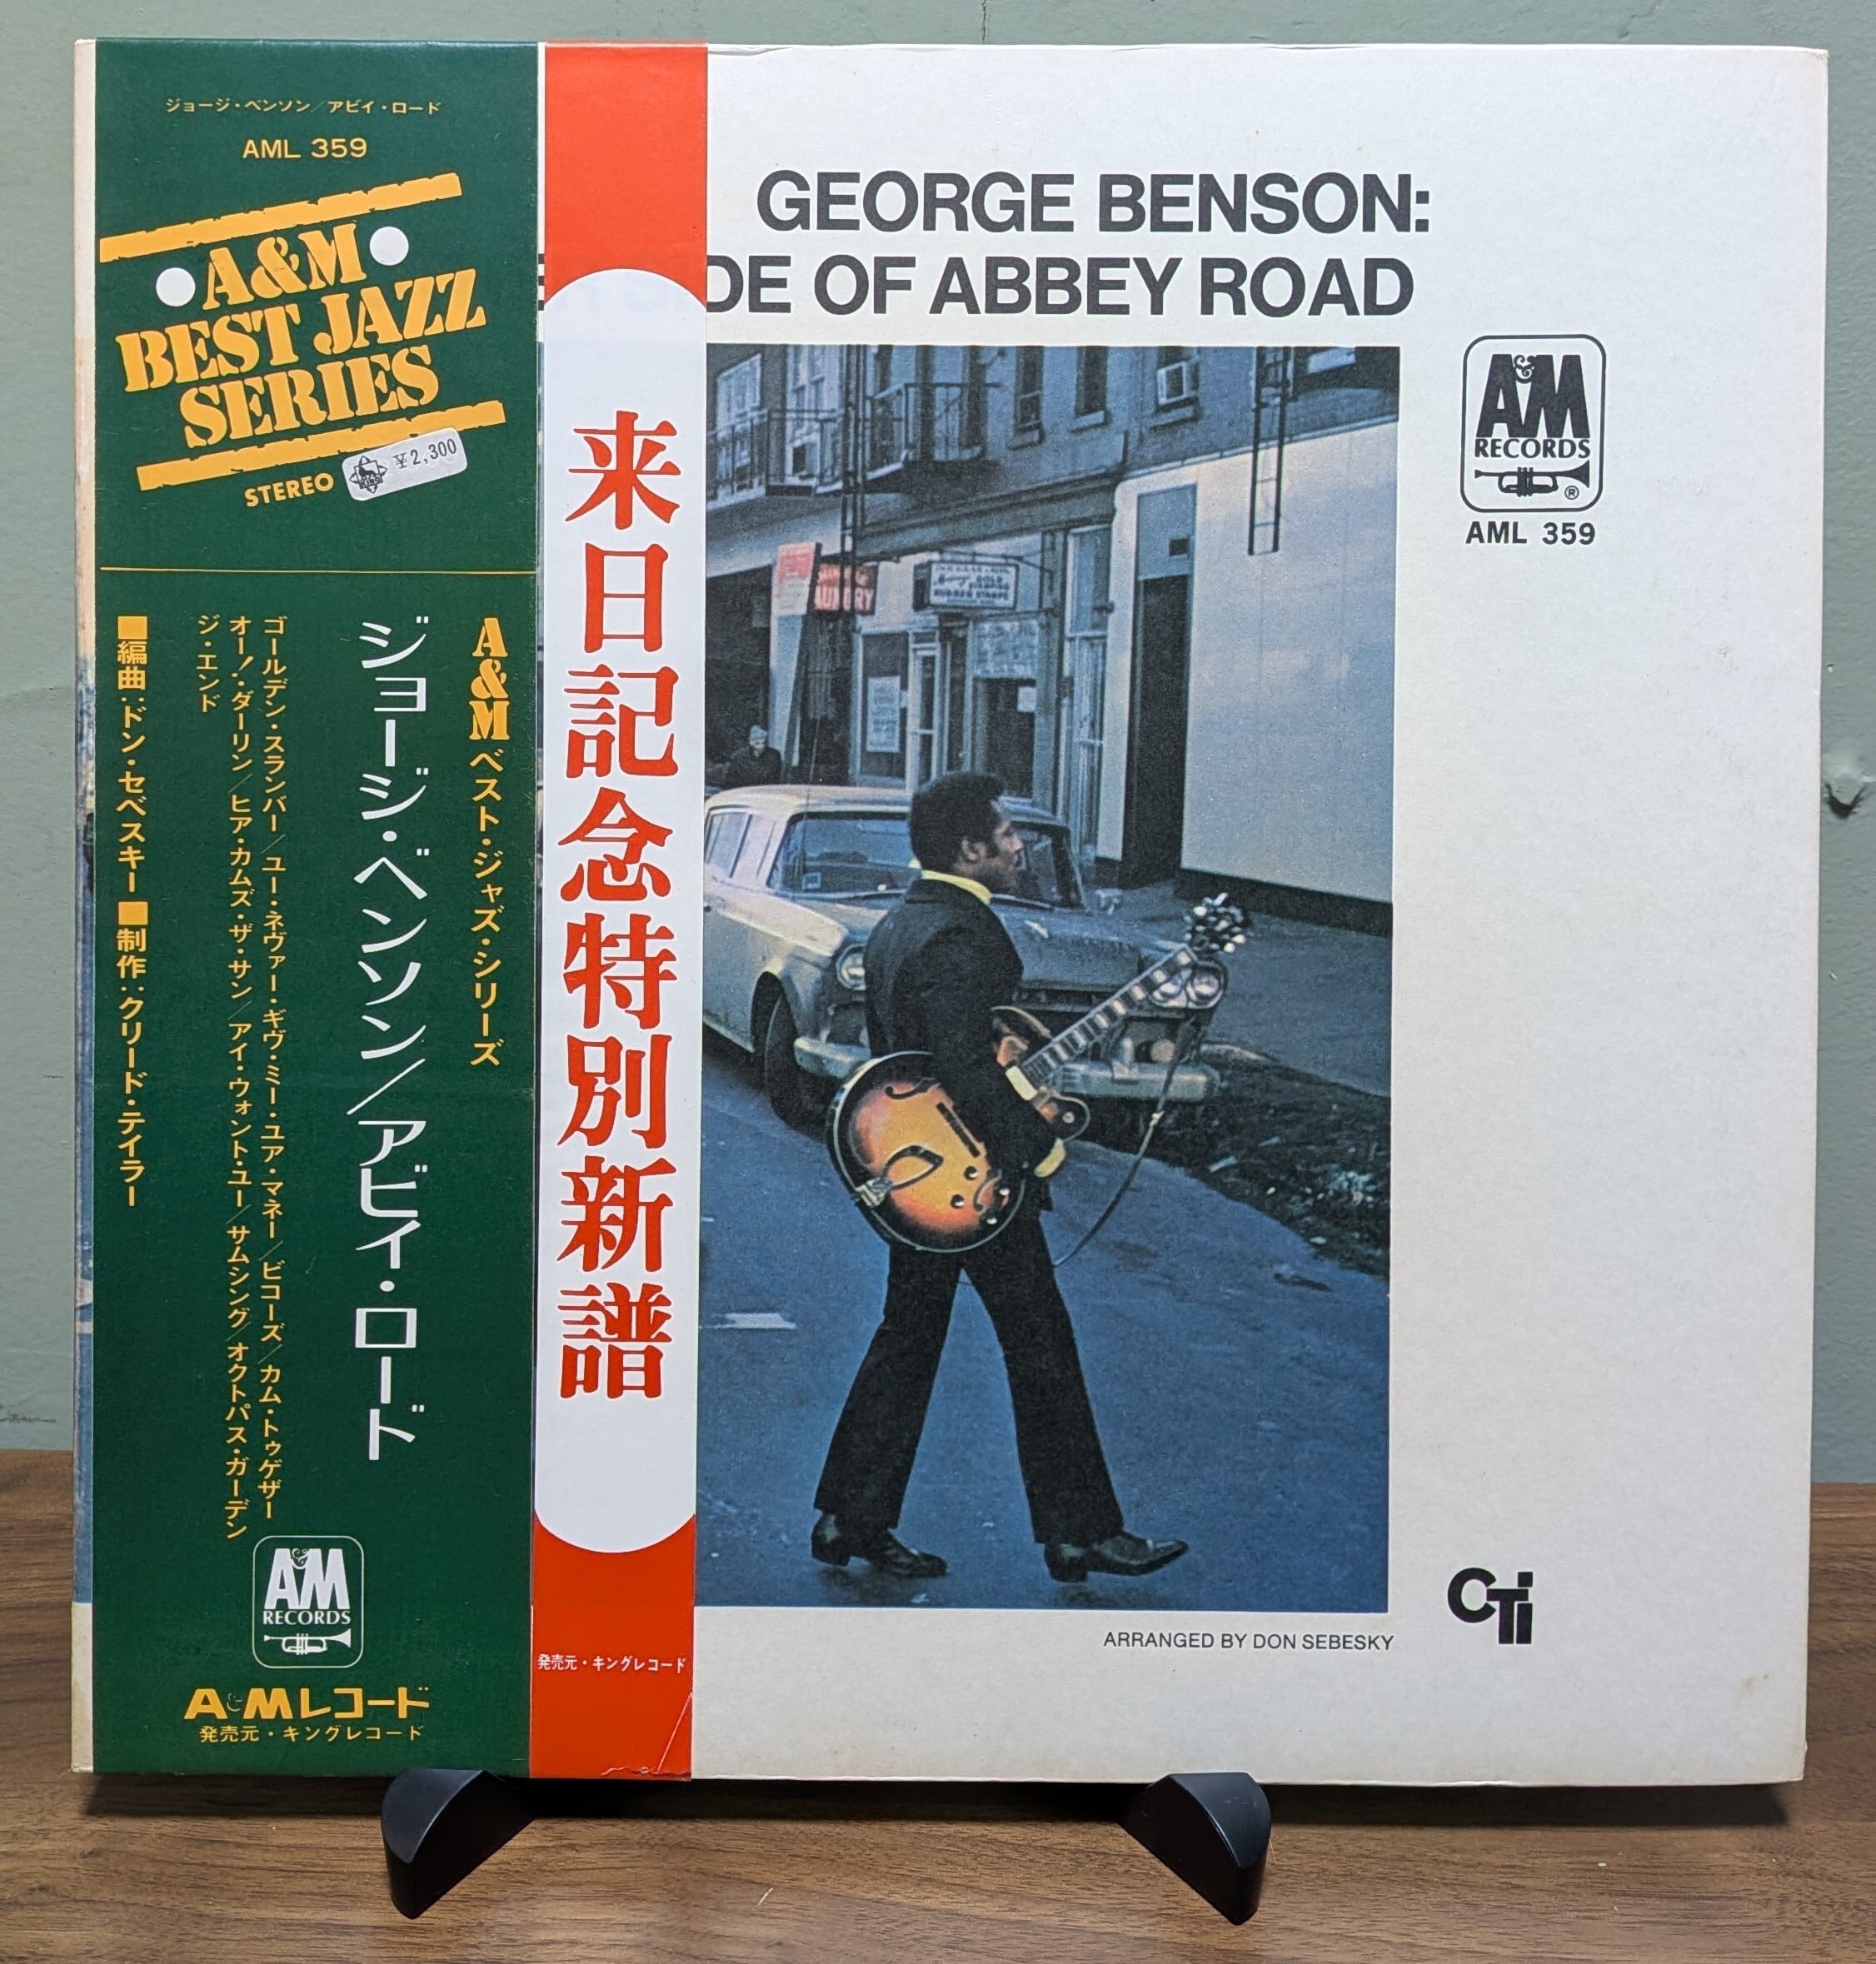 ジョージ・ベンソン/アビイ・ロード
AML 359
A&M
BEST JAZZ
SERIES
STEREO
¥2,300
A&Mベスト・ジャズ・シリーズ
ジョージ・ベンソン/アビイ・ロード
ゴールデン・スランバー/ユー・ネヴァー・ギヴ・ミー・ユア・マネー/ビコーズ/カム・トゥゲザー
オー!・ダーリン/ヒア・カムズ・ザ・サン/アイ・ウォント・ユー/サムシング/オクトパス・ガーデン
ジ・エンド
■編曲:ドン・セベスキー■制作:クリード・テイラー
A&M
RECORDS
A&Mレコード
発売元・キングレコード
来日記念特別新譜
発売元・キングレコード
GEORGE BENSON:
DE OF ABBEY ROAD
A&M
RECORDS
®
AML 359
GOLD
STAMPING
RUBBER STAMPS
CTi
ARRANGED BY DON SEBESKY